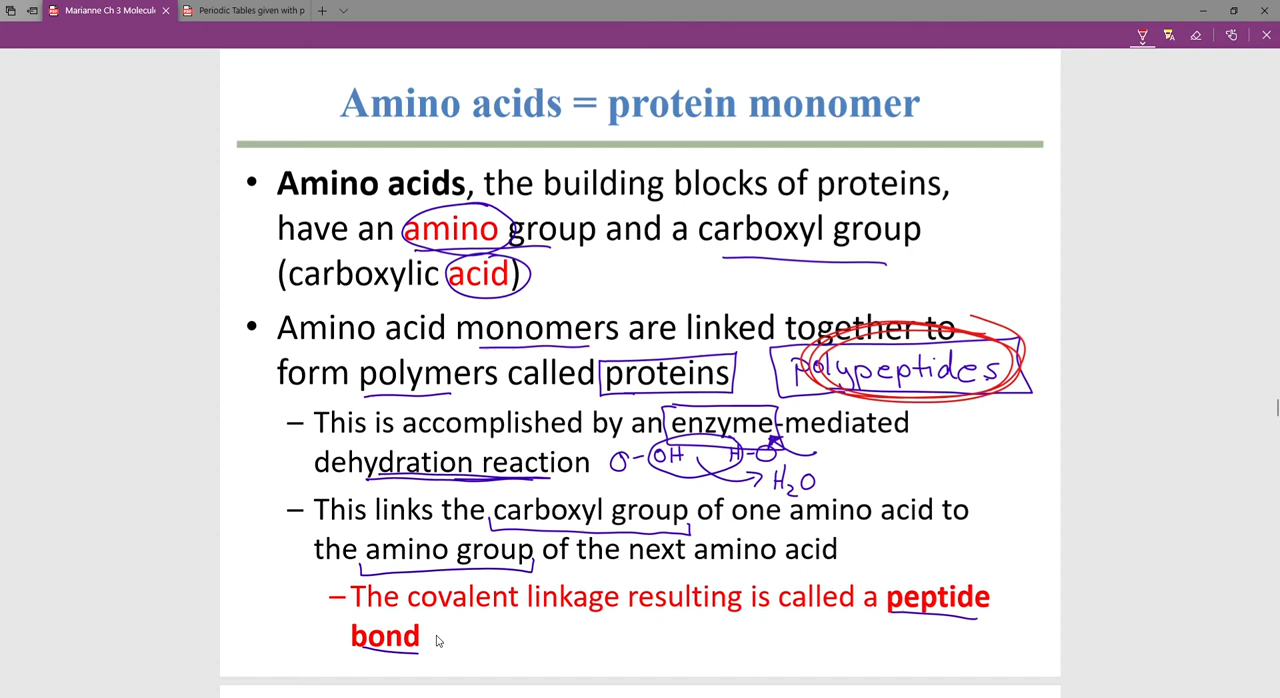 Marianne Ch 3 Molecul
Periodic Tables given with p
Amino acids = protein monomer
• Amino acids, the building blocks of proteins,
have an amino group and a carboxyl group
(carboxylic acid)
• Amino acid monomers are linked together to
form polymers called proteins polypeptides
– This is accomplished by an enzyme-mediated
dehydration reaction O-OH H-O
H2O
– This links the carboxyl group of one amino acid to
the amino group of the next amino acid
– The covalent linkage resulting is called a peptide
bond